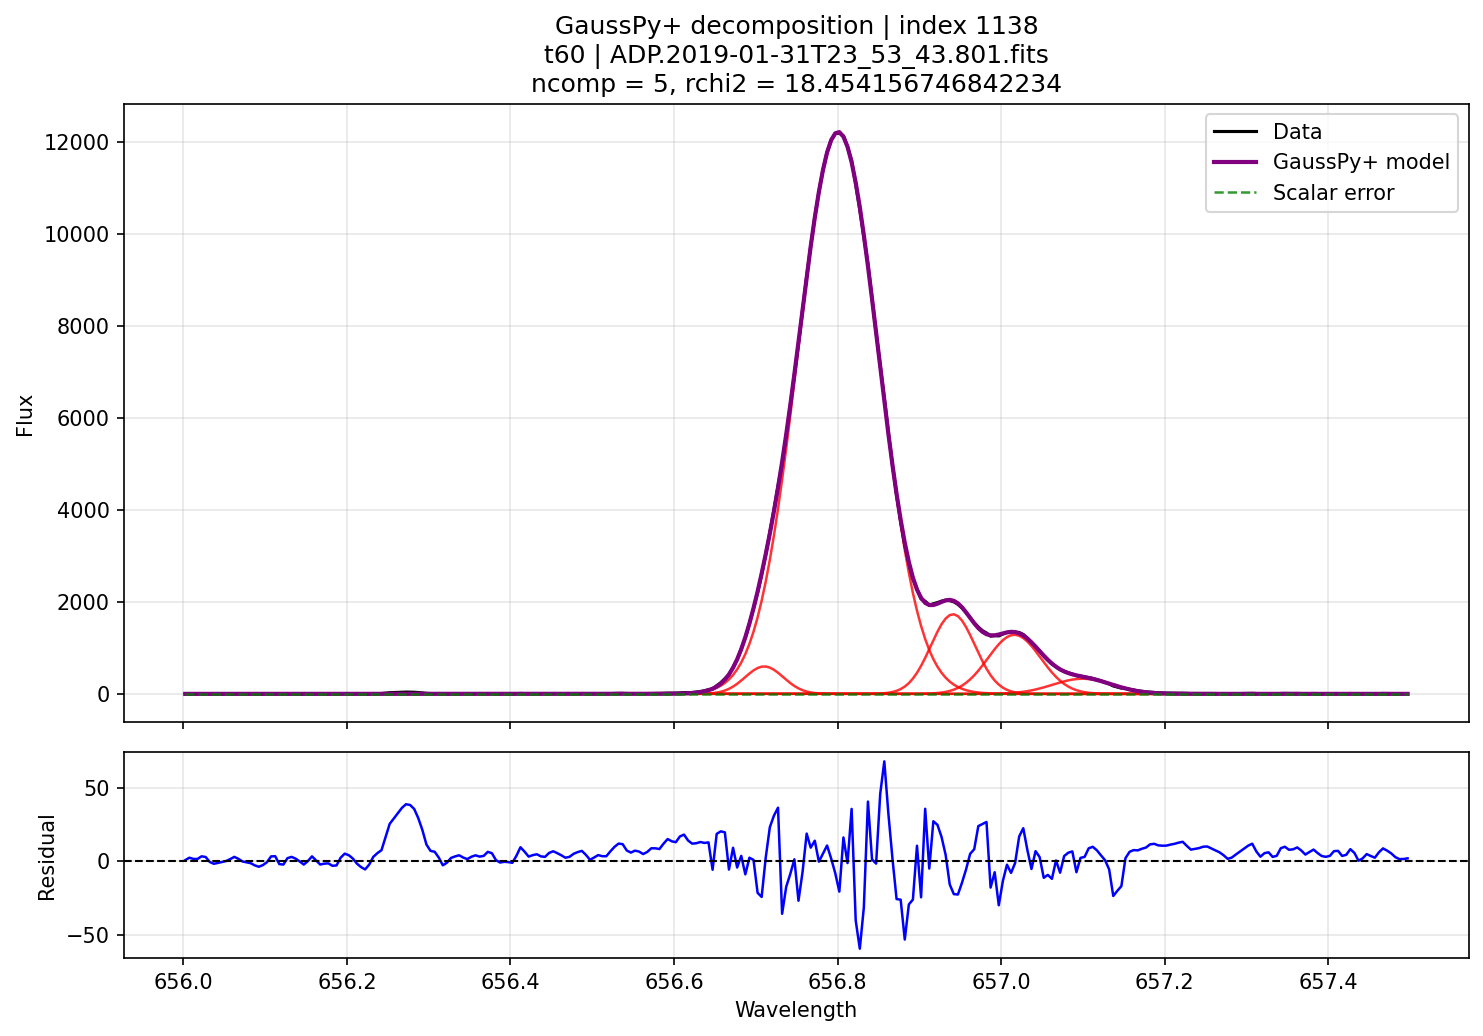 GaussPy+ decomposition | index 1138
t60 | ADP.2019-01-31T23_53_43.801.fits
ncomp = 5, rchi2 = 18.454156746842234
Data
GaussPy+ model
Scalar error
12000
10000
8000
6000
4000
2000
0
Flux
50
0
−50
Residual
656.0 656.2 656.4 656.6 656.8 657.0 657.2 657.4
Wavelength